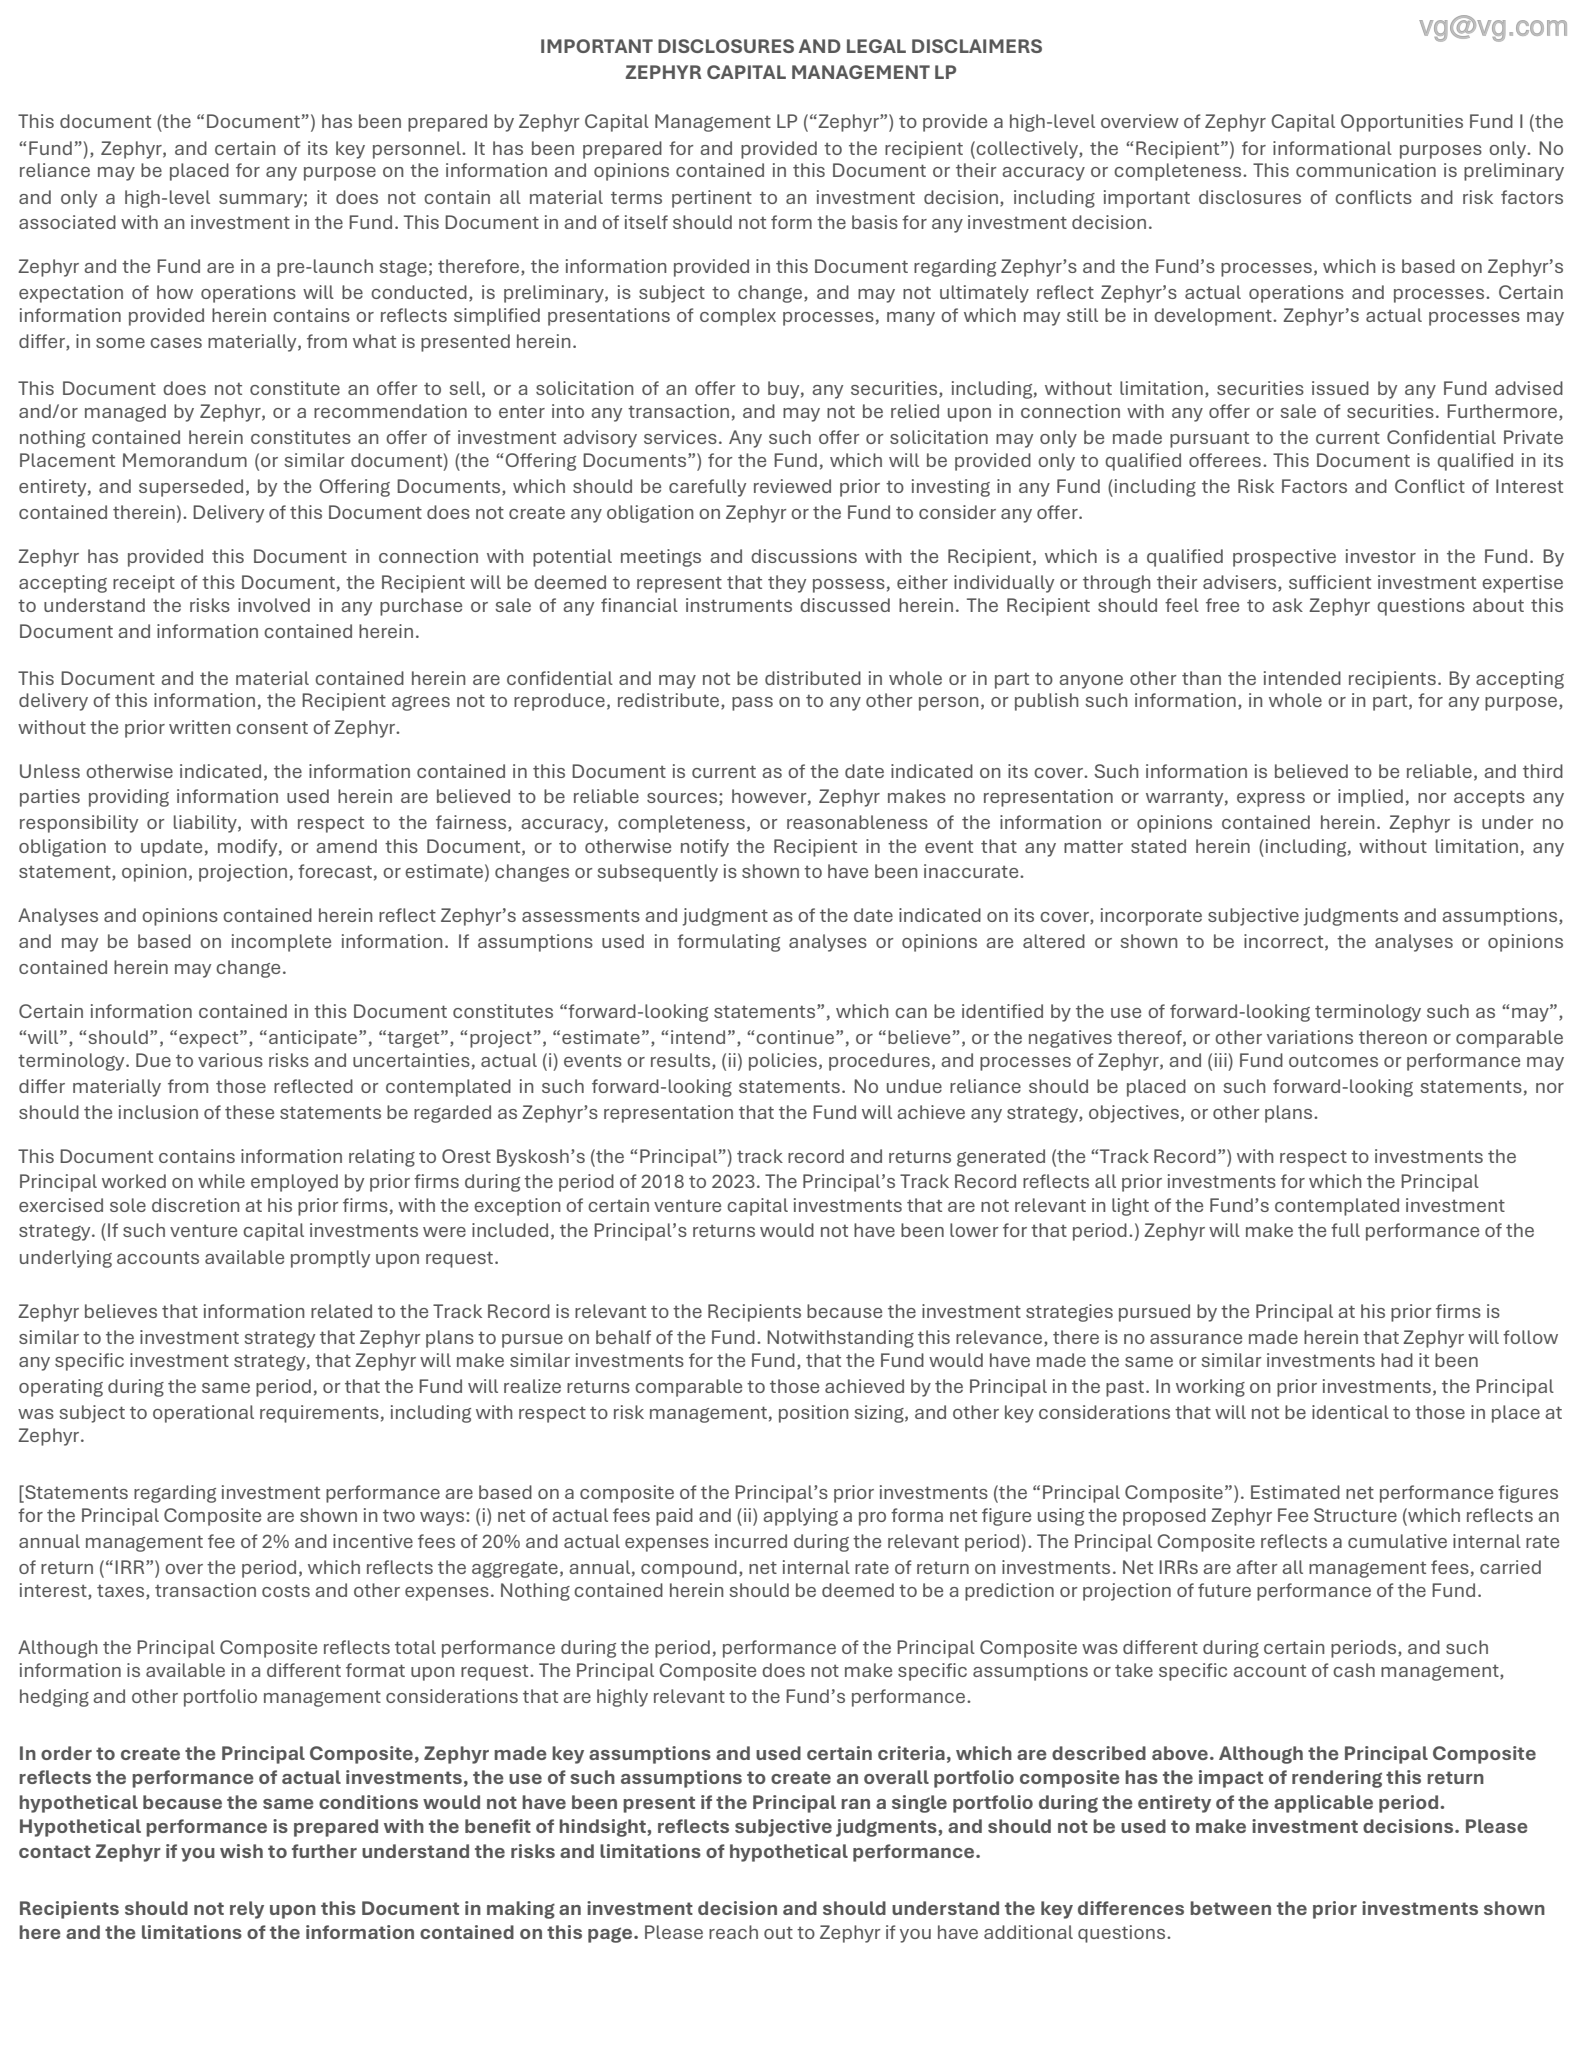 vg@vg.com
IMPORTANT DISCLOSURES AND LEGAL DISCLAIMERS
ZEPHYR CAPITAL MANAGEMENT LP
This document (the “Document”) has been prepared by Zephyr Capital Management LP (“Zephyr”) to provide a high-level overview of Zephyr Capital Opportunities Fund I (the
“Fund”), Zephyr, and certain of its key personnel. It has been prepared for and provided to the recipient (collectively, the “Recipient”) for informational purposes only. No
reliance may be placed for any purpose on the information and opinions contained in this Document or their accuracy or completeness. This communication is preliminary
and only a high-level summary; it does not contain all material terms pertinent to an investment decision, including important disclosures of conflicts and risk factors
associated with an investment in the Fund. This Document in and of itself should not form the basis for any investment decision.
Zephyr and the Fund are in a pre-launch stage; therefore, the information provided in this Document regarding Zephyr’s and the Fund’s processes, which is based on Zephyr’s
expectation of how operations will be conducted, is preliminary, is subject to change, and may not ultimately reflect Zephyr’s actual operations and processes. Certain
information provided herein contains or reflects simplified presentations of complex processes, many of which may still be in development. Zephyr’s actual processes may
differ, in some cases materially, from what is presented herein.
This Document does not constitute an offer to sell, or a solicitation of an offer to buy, any securities, including, without limitation, securities issued by any Fund advised
and/or managed by Zephyr, or a recommendation to enter into any transaction, and may not be relied upon in connection with any offer or sale of securities. Furthermore,
nothing contained herein constitutes an offer of investment advisory services. Any such offer or solicitation may only be made pursuant to the current Confidential Private
Placement Memorandum (or similar document) (the “Offering Documents”) for the Fund, which will be provided only to qualified offerees. This Document is qualified in its
entirety, and superseded, by the Offering Documents, which should be carefully reviewed prior to investing in any Fund (including the Risk Factors and Conflict of Interest
contained therein). Delivery of this Document does not create any obligation on Zephyr or the Fund to consider any offer.
Zephyr has provided this Document in connection with potential meetings and discussions with the Recipient, which is a qualified prospective investor in the Fund. By
accepting receipt of this Document, the Recipient will be deemed to represent that they possess, either individually or through their advisers, sufficient investment expertise
to understand the risks involved in any purchase or sale of any financial instruments discussed herein. The Recipient should feel free to ask Zephyr questions about this
Document and information contained herein.
This Document and the material contained herein are confidential and may not be distributed in whole or in part to anyone other than the intended recipients. By accepting
delivery of this information, the Recipient agrees not to reproduce, redistribute, pass on to any other person, or publish such information, in whole or in part, for any purpose,
without the prior written consent of Zephyr.
Unless otherwise indicated, the information contained in this Document is current as of the date indicated on its cover. Such information is believed to be reliable, and third
parties providing information used herein are believed to be reliable sources; however, Zephyr makes no representation or warranty, express or implied, nor accepts any
responsibility or liability, with respect to the fairness, accuracy, completeness, or reasonableness of the information or opinions contained herein. Zephyr is under no
obligation to update, modify, or amend this Document, or to otherwise notify the Recipient in the event that any matter stated herein (including, without limitation, any
statement, opinion, projection, forecast, or estimate) changes or subsequently is shown to have been inaccurate.
Analyses and opinions contained herein reflect Zephyr’s assessments and judgment as of the date indicated on its cover, incorporate subjective judgments and assumptions,
and may be based on incomplete information. If assumptions used in formulating analyses or opinions are altered or shown to be incorrect, the analyses or opinions
contained herein may change.
Certain information contained in this Document constitutes “forward-looking statements”, which can be identified by the use of forward-looking terminology such as “may”,
“will”, “should”, “expect”, “anticipate”, “target”, “project”, “estimate”, “intend”, “continue”, or “believe”, or the negatives thereof, or other variations thereon or comparable
terminology. Due to various risks and uncertainties, actual (i) events or results, (ii) policies, procedures, and processes of Zephyr, and (iii) Fund outcomes or performance may
differ materially from those reflected or contemplated in such forward-looking statements. No undue reliance should be placed on such forward-looking statements, nor
should the inclusion of these statements be regarded as Zephyr’s representation that the Fund will achieve any strategy, objectives, or other plans.
This Document contains information relating to Orest Byskosh’s (the “Principal”) track record and returns generated (the “Track Record”) with respect to investments the
Principal worked on while employed by prior firms during the period of 2018 to 2023. The Principal’s Track Record reflects all prior investments for which the Principal
exercised sole discretion at his prior firms, with the exception of certain venture capital investments that are not relevant in light of the Fund’s contemplated investment
strategy. (If such venture capital investments were included, the Principal’s returns would not have been lower for that period.) Zephyr will make the full performance of the
underlying accounts available promptly upon request.
Zephyr believes that information related to the Track Record is relevant to the Recipients because the investment strategies pursued by the Principal at his prior firms is
similar to the investment strategy that Zephyr plans to pursue on behalf of the Fund. Notwithstanding this relevance, there is no assurance made herein that Zephyr will follow
any specific investment strategy, that Zephyr will make similar investments for the Fund, that the Fund would have made the same or similar investments had it been
operating during the same period, or that the Fund will realize returns comparable to those achieved by the Principal in the past. In working on prior investments, the Principal
was subject to operational requirements, including with respect to risk management, position sizing, and other key considerations that will not be identical to those in place at
Zephyr.
[Statements regarding investment performance are based on a composite of the Principal’s prior investments (the “Principal Composite”). Estimated net performance figures
for the Principal Composite are shown in two ways: (i) net of actual fees paid and (ii) applying a pro forma net figure using the proposed Zephyr Fee Structure (which reflects an
annual management fee of 2% and incentive fees of 20% and actual expenses incurred during the relevant period). The Principal Composite reflects a cumulative internal rate
of return (“IRR”) over the period, which reflects the aggregate, annual, compound, net internal rate of return on investments. Net IRRs are after all management fees, carried
interest, taxes, transaction costs and other expenses. Nothing contained herein should be deemed to be a prediction or projection of future performance of the Fund.
Although the Principal Composite reflects total performance during the period, performance of the Principal Composite was different during certain periods, and such
information is available in a different format upon request. The Principal Composite does not make specific assumptions or take specific account of cash management,
hedging and other portfolio management considerations that are highly relevant to the Fund’s performance.
In order to create the Principal Composite, Zephyr made key assumptions and used certain criteria, which are described above. Although the Principal Composite
reflects the performance of actual investments, the use of such assumptions to create an overall portfolio composite has the impact of rendering this return
hypothetical because the same conditions would not have been present if the Principal ran a single portfolio during the entirety of the applicable period.
Hypothetical performance is prepared with the benefit of hindsight, reflects subjective judgments, and should not be used to make investment decisions. Please
contact Zephyr if you wish to further understand the risks and limitations of hypothetical performance.
Recipients should not rely upon this Document in making an investment decision and should understand the key differences between the prior investments shown
here and the limitations of the information contained on this page. Please reach out to Zephyr if you have additional questions.